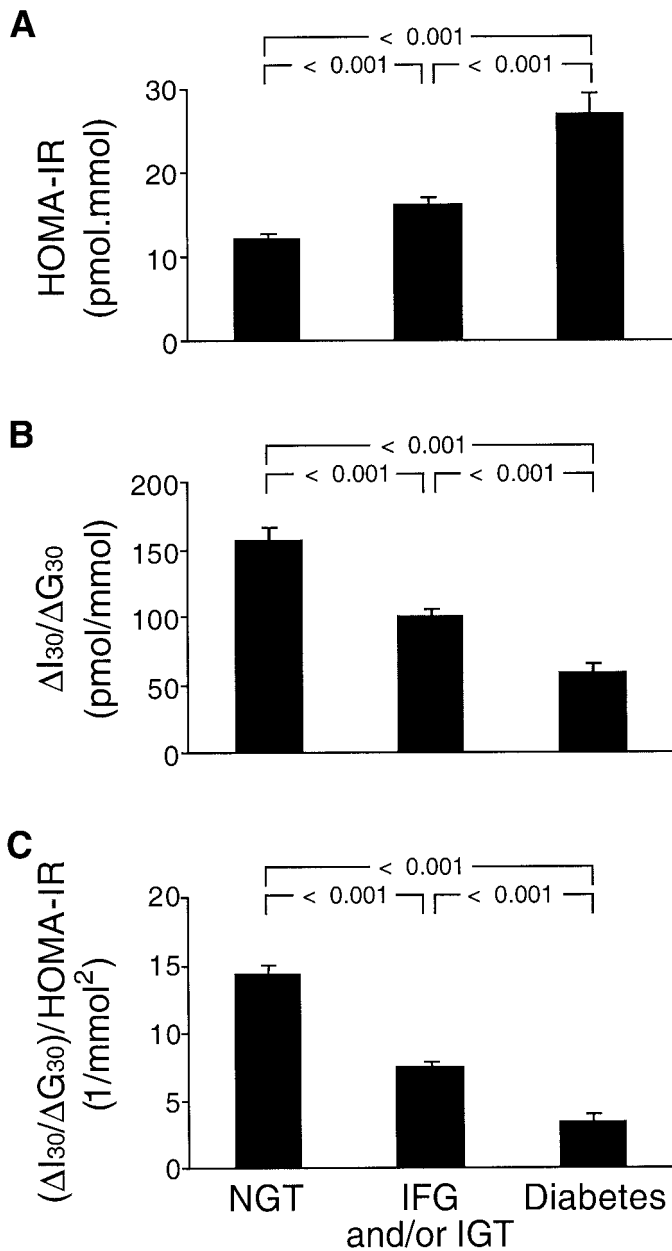 A
< 0.001
< 0.001 < 0.001
HOMA-IR
(pmol.mmol)
30
20
10
0
B
< 0.001
< 0.001 < 0.001
ΔI30/ΔG30
(pmol/mmol)
200
150
100
50
0
C
< 0.001
< 0.001 < 0.001
(ΔI30/ΔG30)/HOMA-IR
(1/mmol²)
20
15
10
5
0
NGT IFG Diabetes
and/or IGT